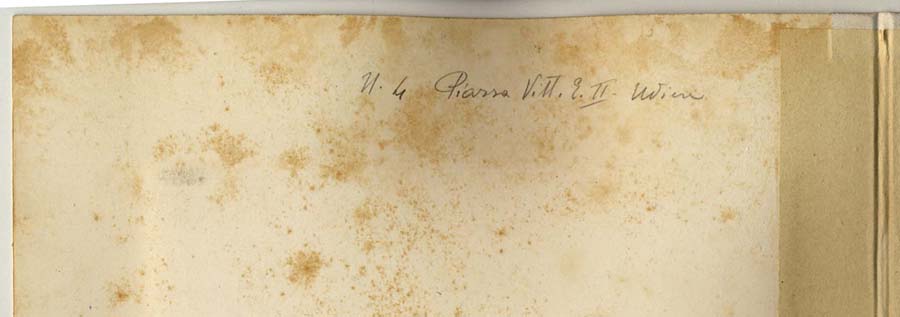 N. 4 Piazza Vitt. E. II. Udine